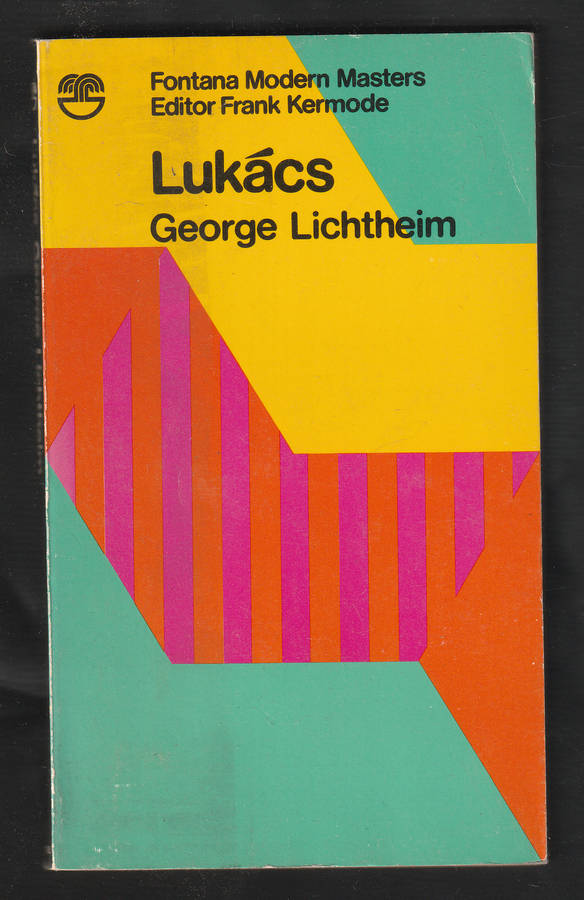 Fontana Modern Masters
Editor Frank Kermode
Lukács
George Lichtheim